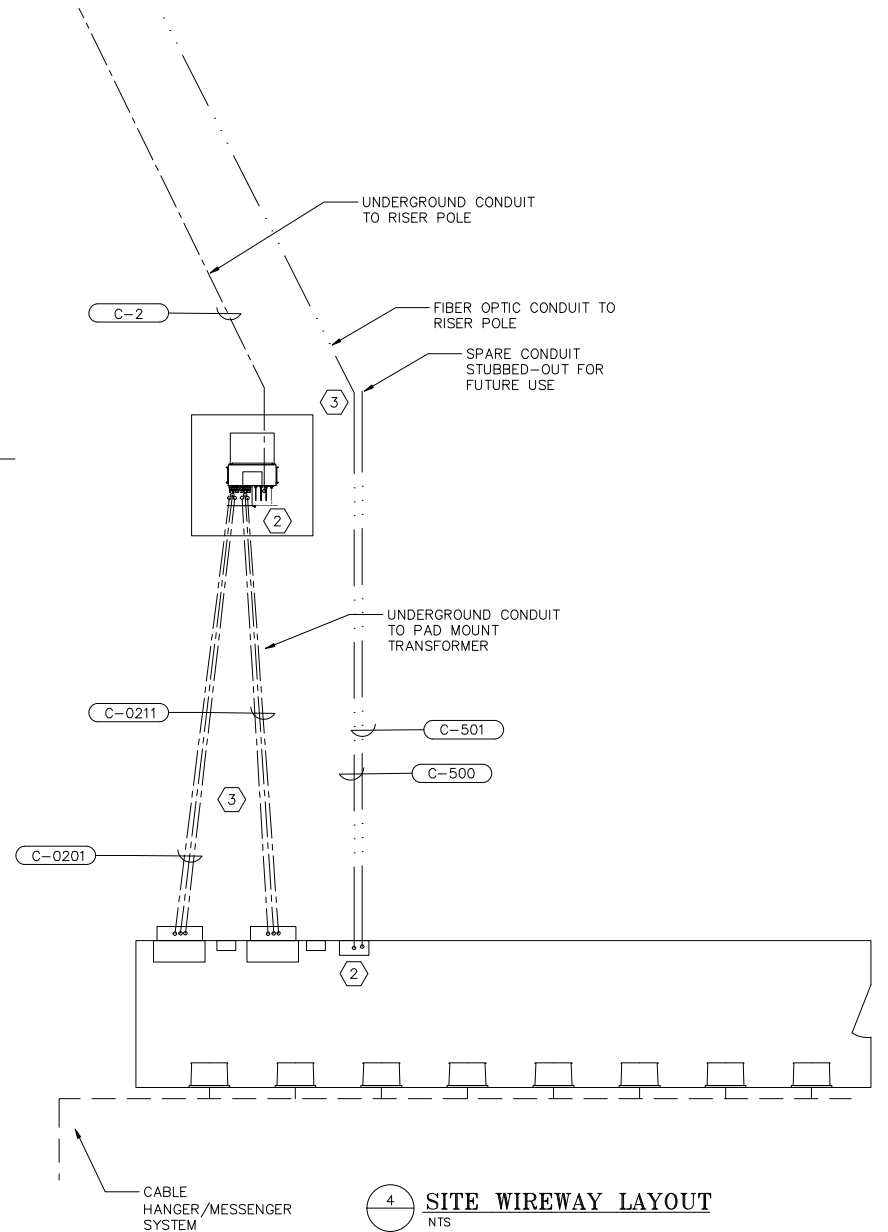 UNDERGROUND CONDUIT
TO RISER POLE
C-2
FIBER OPTIC CONDUIT TO
RISER POLE
SPARE CONDUIT
STUBBED-OUT FOR
FUTURE USE
3
2
UNDERGROUND CONDUIT
TO PAD MOUNT
TRANSFORMER
C-0211
C-501
C-500
3
C-0201
2
CABLE
HANGER/MESSENGER
SYSTEM
4
SITE WIREWAY LAYOUT
NTS